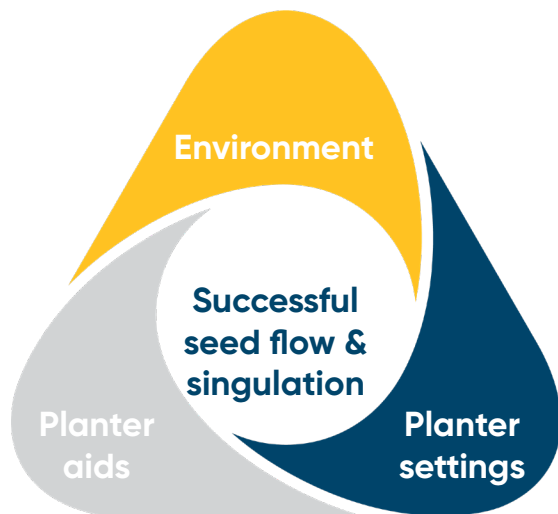 Environment
Successful
seed flow &
singulation
Planter
aids
Planter
settings